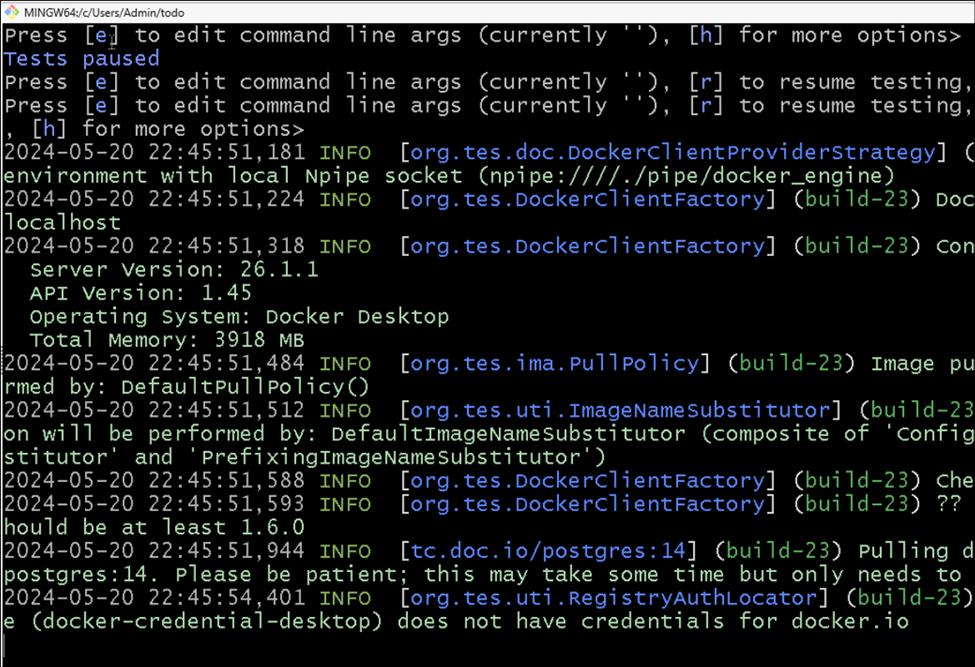 MINGW64:/c/Users/Admin/todo
Press [e] to edit command line args (currently ''), [h] for more options>
Tests paused
Press [e] to edit command line args (currently ''), [r] to resume testing,
Press [e] to edit command line args (currently ''), [r] to resume testing,
, [h] for more options>
2024-05-20 22:45:51,181 INFO  [org.tes.doc.DockerClientProviderStrategy] (
environment with local Npipe socket (npipe:////./pipe/docker_engine)
2024-05-20 22:45:51,224 INFO  [org.tes.DockerClientFactory] (build-23) Doc
localhost
2024-05-20 22:45:51,318 INFO  [org.tes.DockerClientFactory] (build-23) Con
  Server Version: 26.1.1
  API Version: 1.45
  Operating System: Docker Desktop
  Total Memory: 3918 MB
2024-05-20 22:45:51,484 INFO  [org.tes.ima.PullPolicy] (build-23) Image pu
rmed by: DefaultPullPolicy()
2024-05-20 22:45:51,512 INFO  [org.tes.uti.ImageNameSubstitutor] (build-23
on will be performed by: DefaultImageNameSubstitutor (composite of 'Config
stitutor' and 'PrefixingImageNameSubstitutor')
2024-05-20 22:45:51,588 INFO  [org.tes.DockerClientFactory] (build-23) Che
2024-05-20 22:45:51,593 INFO  [org.tes.DockerClientFactory] (build-23) ??
hould be at least 1.6.0
2024-05-20 22:45:51,944 INFO  [tc.doc.io/postgres:14] (build-23) Pulling d
postgres:14. Please be patient; this may take some time but only needs to
2024-05-20 22:45:54,401 INFO  [org.tes.uti.RegistryAuthLocator] (build-23)
e (docker-credential-desktop) does not have credentials for docker.io